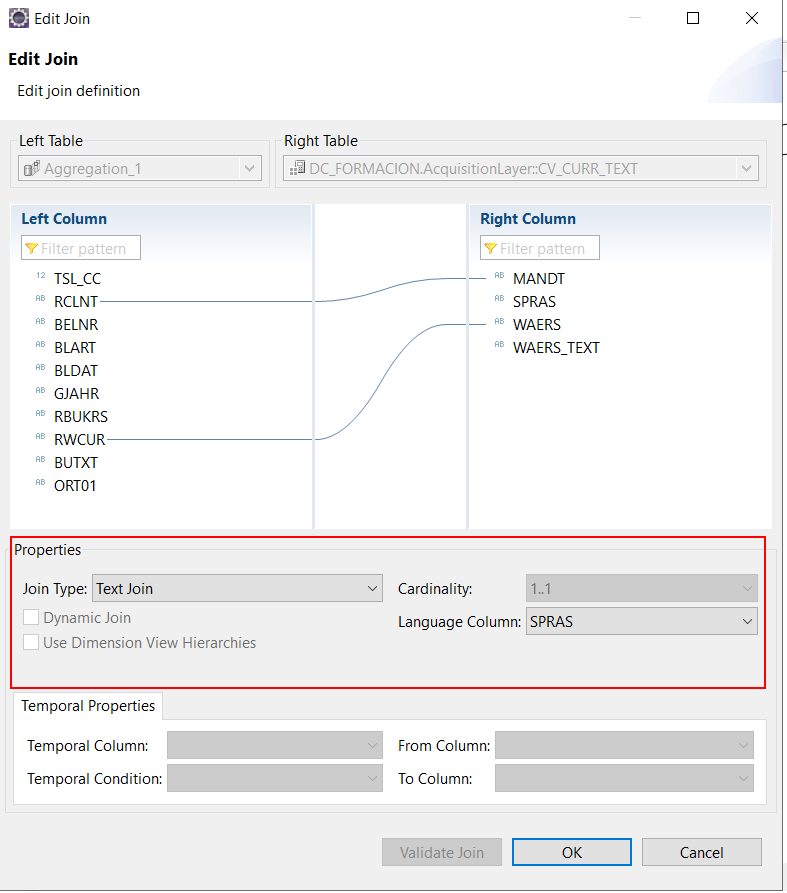 Edit Join
Edit Join
Edit join definition
Left Table
Aggregation_1
Right Table
DC_FORMACION.AcquisitionLayer::CV_CURR_TEXT
Left Column
Filter pattern
12 TSL_CC
AB RCLNT
AB BELNR
AB BLART
AB BLDAT
AB GJAHR
AB RBUKRS
AB RWCUR
AB BUTXT
AB ORT01
Right Column
Filter pattern
AB MANDT
AB SPRAS
AB WAERS
AB WAERS_TEXT
Properties
Join Type: Text Join
Cardinality: 1..1
Dynamic Join
Language Column: SPRAS
Use Dimension View Hierarchies
Temporal Properties
Temporal Column:
From Column:
Temporal Condition:
To Column:
Validate Join
OK
Cancel